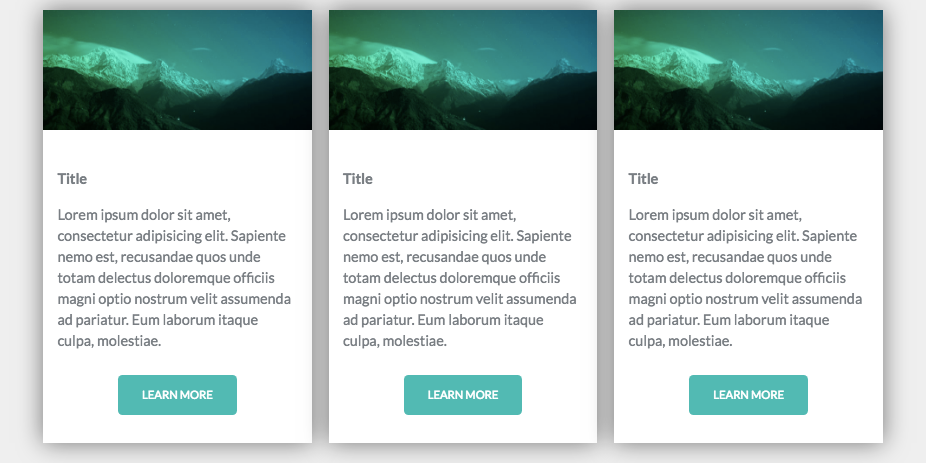 Title
Lorem ipsum dolor sit amet,
consectetur adipisicing elit. Sapiente
nemo est, recusandae quos unde
totam delectus doloremque officiis
magni optio nostrum velit assumenda
ad pariatur. Eum laborum itaque
culpa, molestiae.
LEARN MORE
Title
Lorem ipsum dolor sit amet,
consectetur adipisicing elit. Sapiente
nemo est, recusandae quos unde
totam delectus doloremque officiis
magni optio nostrum velit assumenda
ad pariatur. Eum laborum itaque
culpa, molestiae.
LEARN MORE
Title
Lorem ipsum dolor sit amet,
consectetur adipisicing elit. Sapiente
nemo est, recusandae quos unde
totam delectus doloremque officiis
magni optio nostrum velit assumenda
ad pariatur. Eum laborum itaque
culpa, molestiae.
LEARN MORE